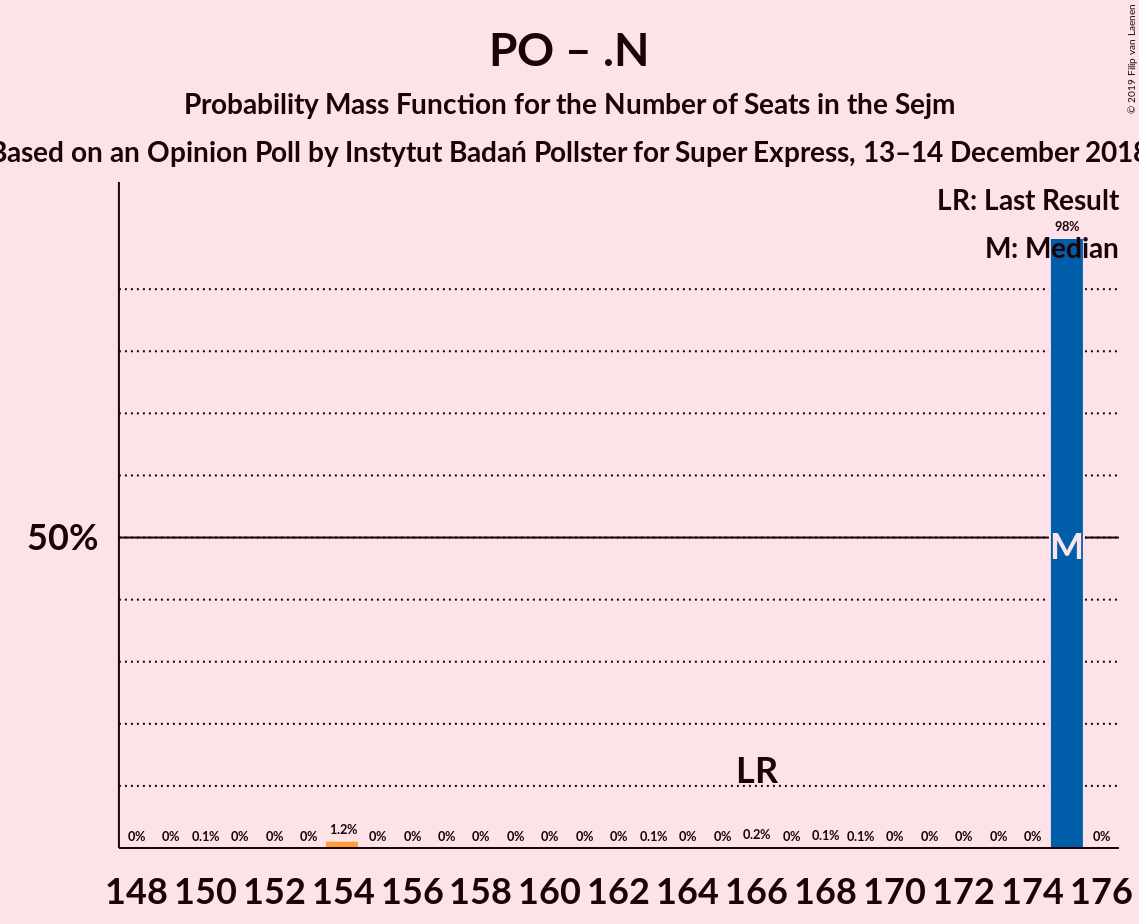 PO – .N
Probability Mass Function for the Number of Seats in the Sejm
Based on an Opinion Poll by Instytut Badań Pollster for Super Express, 13–14 December 2018
© 2019 Filip van Laenen
LR: Last Result
98%
M: Median
50%
M
LR
0% 0% 0.1% 0% 0% 0% 1.2% 0% 0% 0% 0% 0% 0% 0% 0% 0.1% 0% 0% 0.2% 0% 0.1% 0.1% 0% 0% 0% 0% 0% 0%
148 150 152 154 156 158 160 162 164 166 168 170 172 174 176